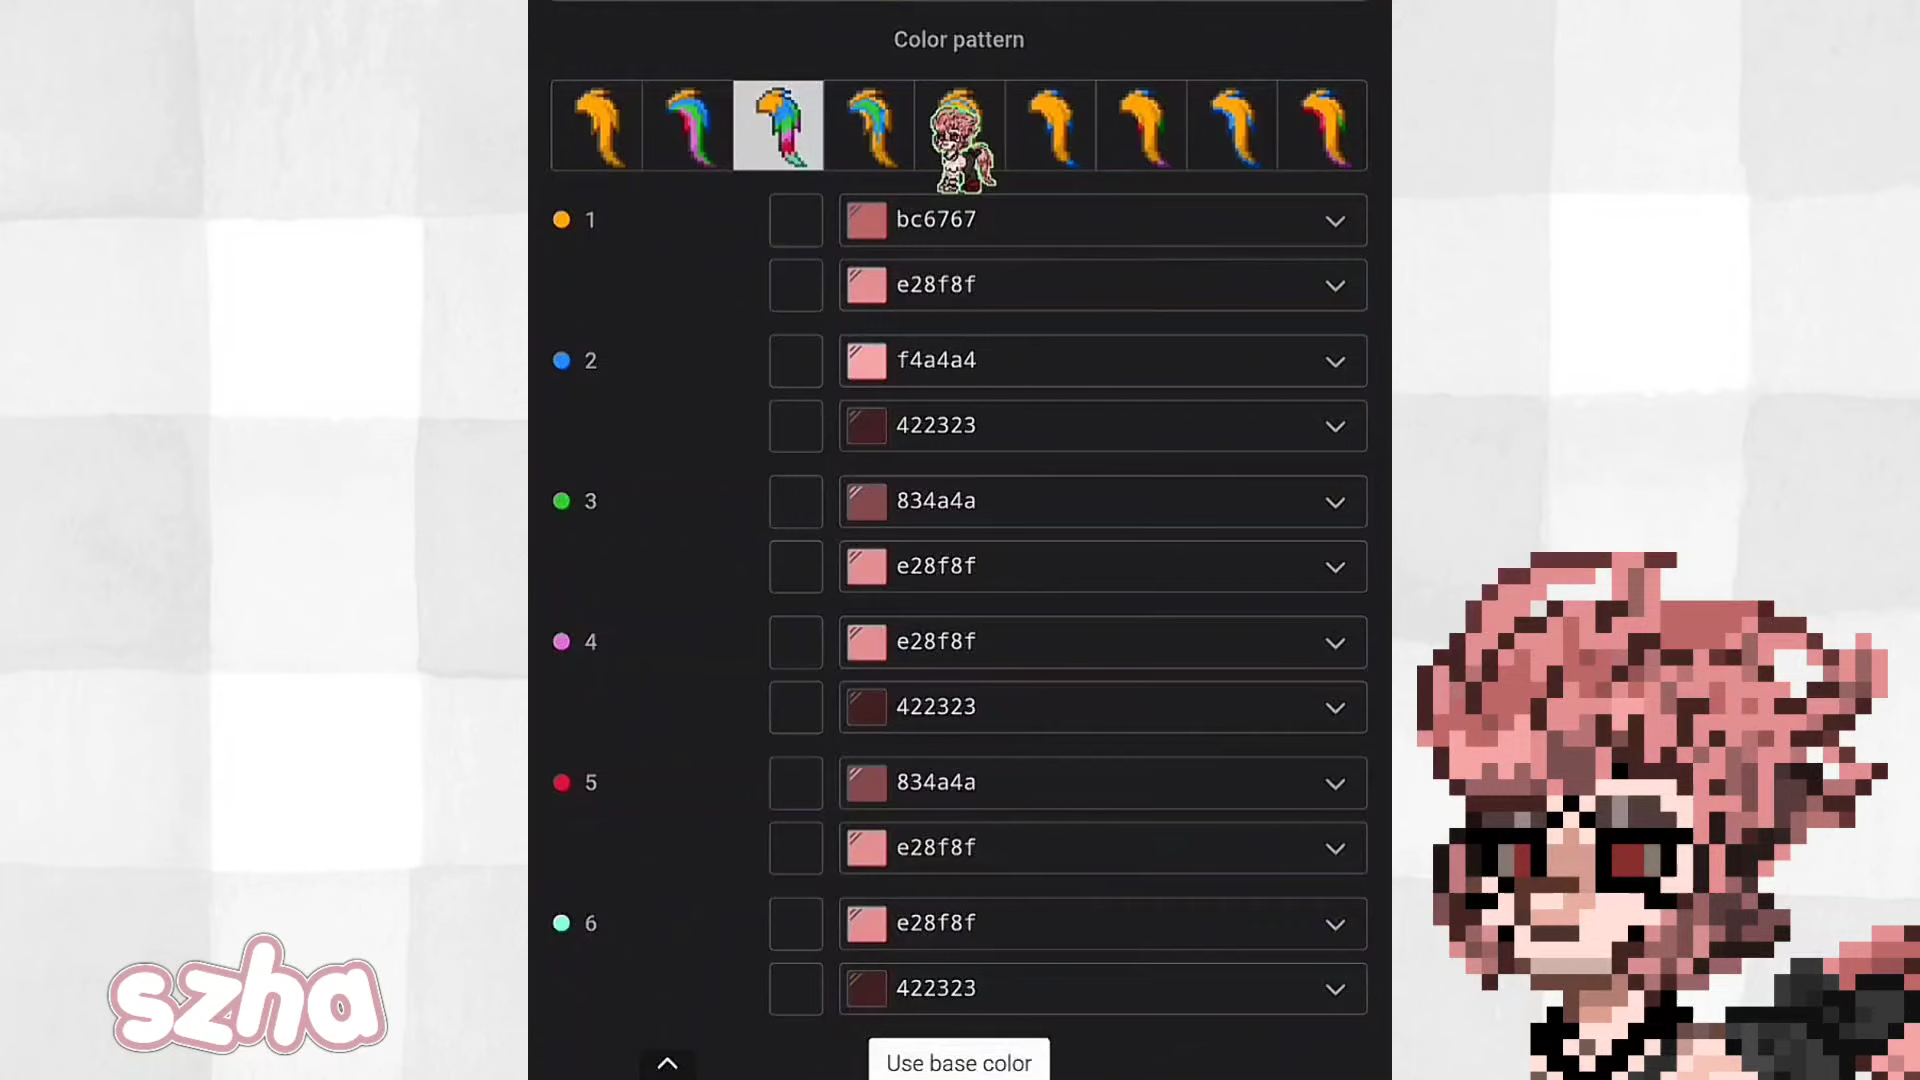 Color pattern
1
bc6767
e28f8f
2
f4a4a4
422323
3
834a4a
e28f8f
4
e28f8f
422323
5
834a4a
e28f8f
6
e28f8f
422323
szha
Use base color